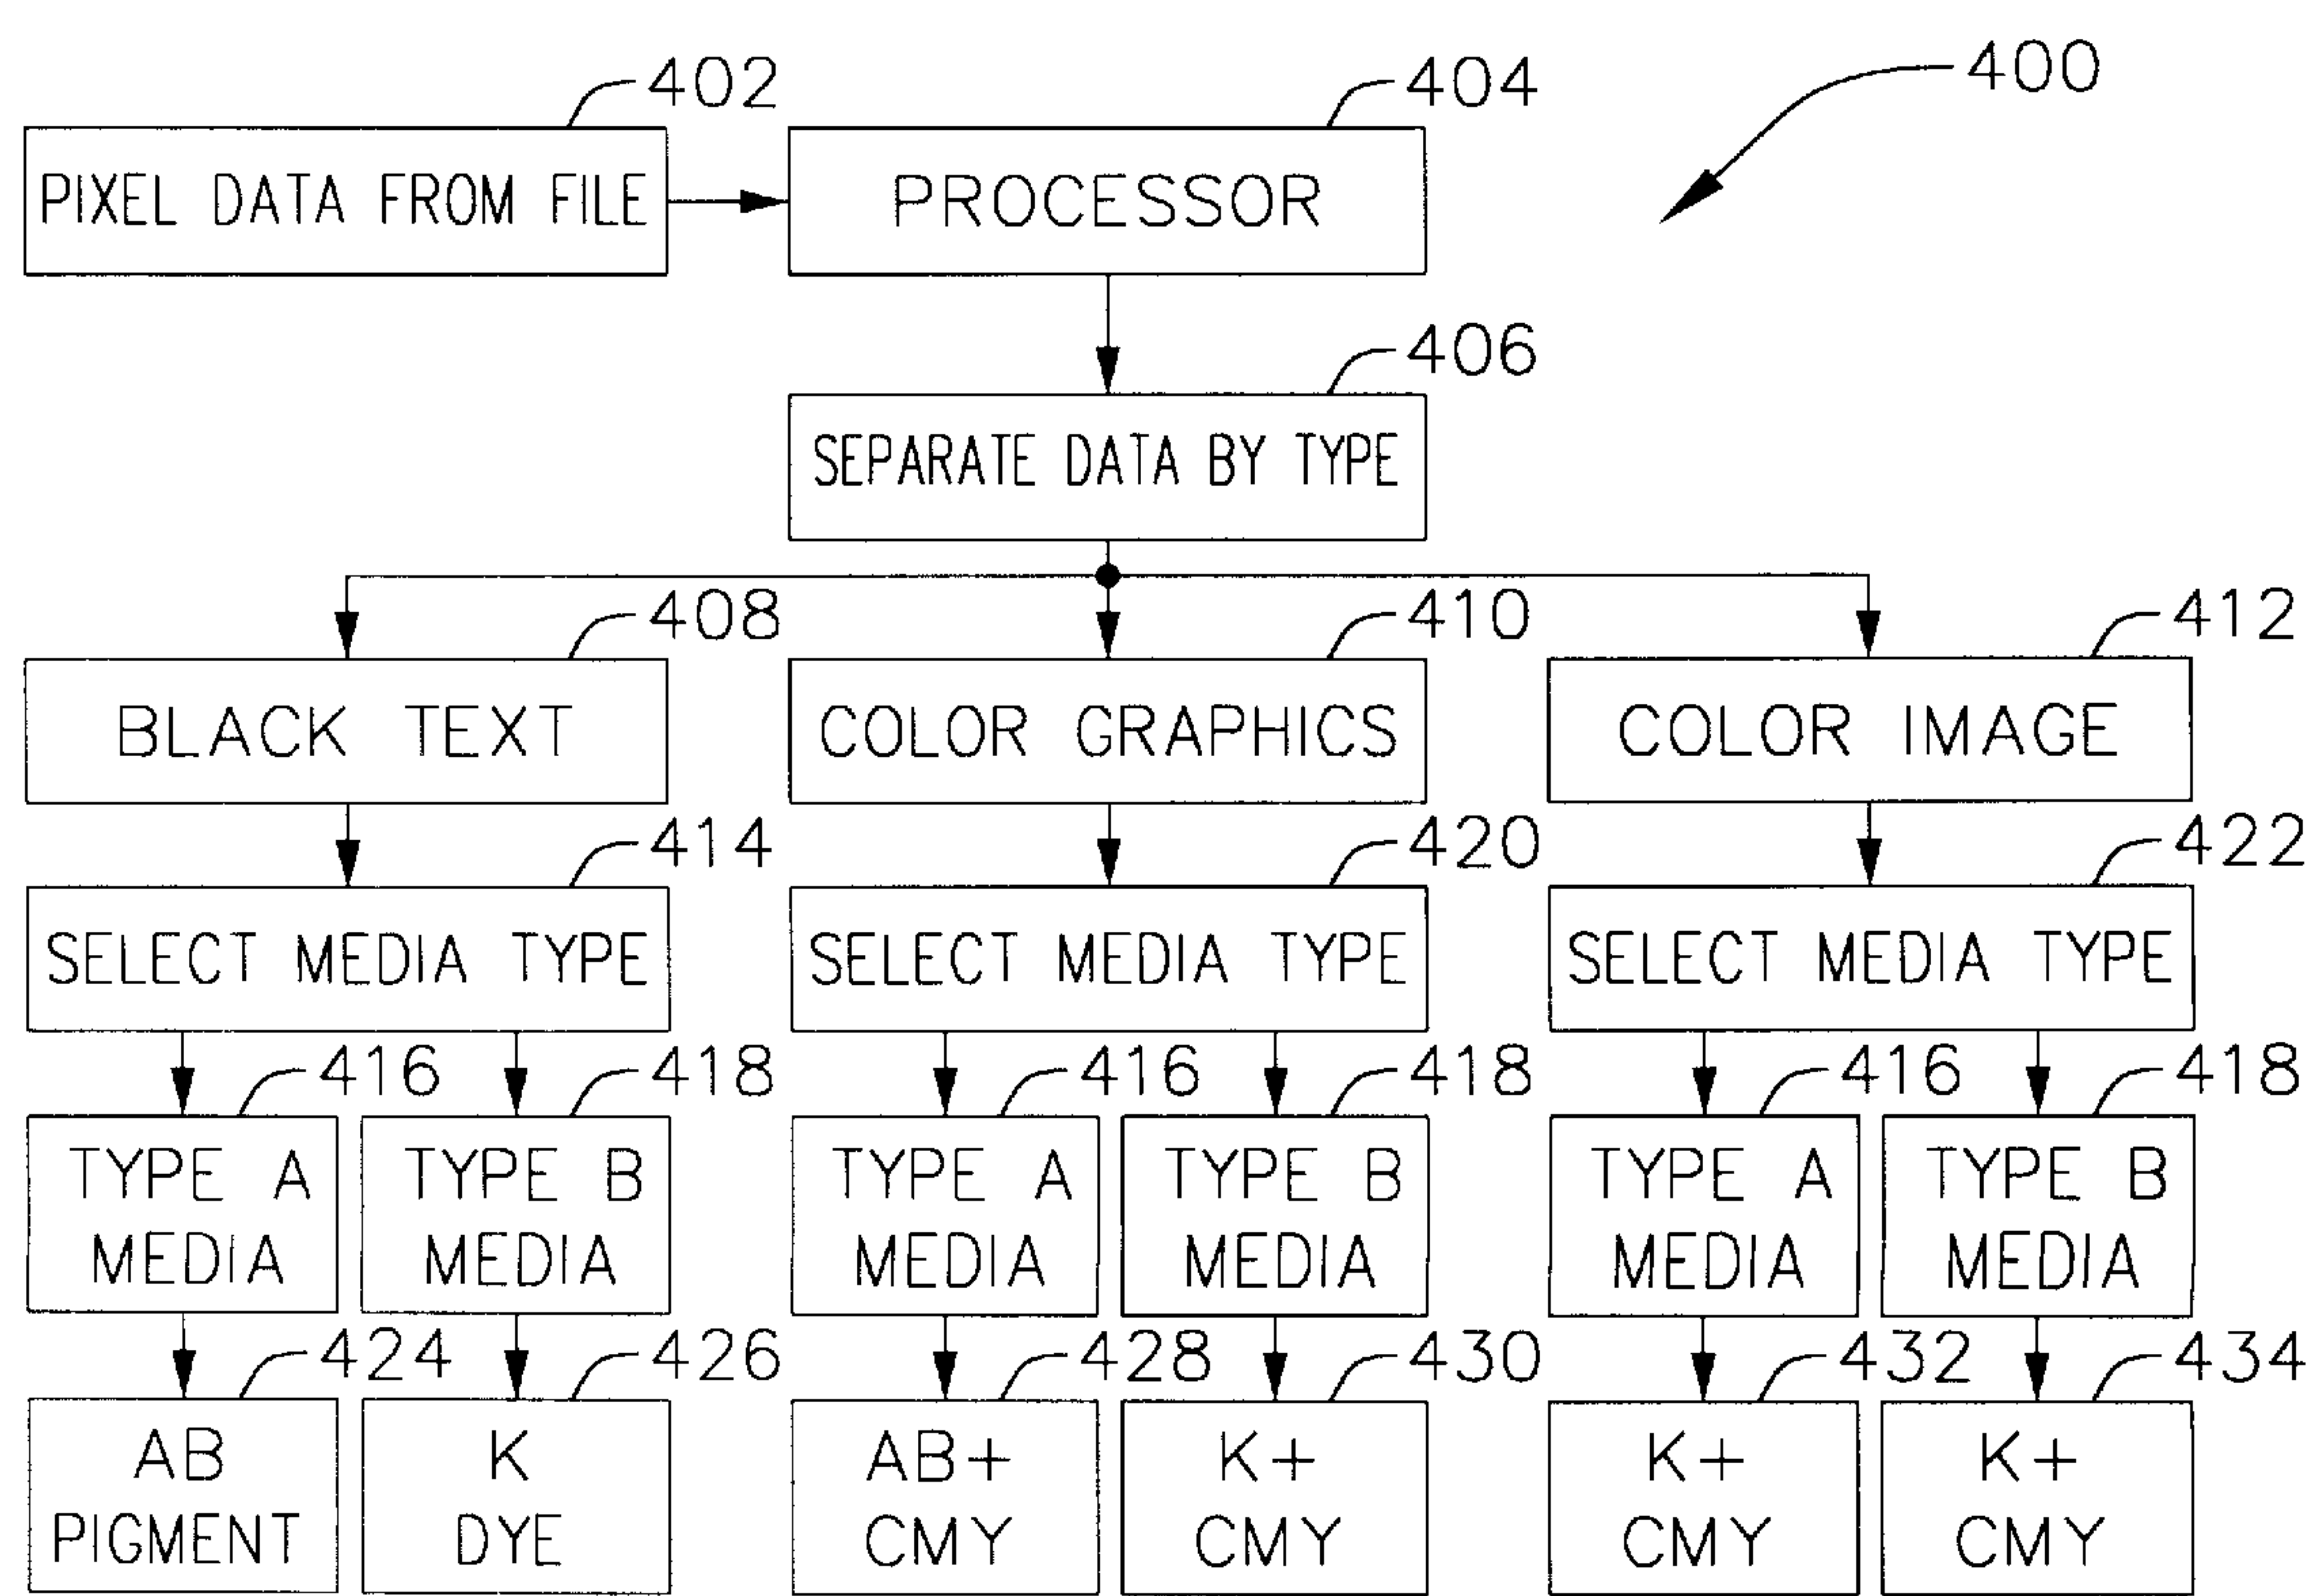 402
404
400
PIXEL DATA FROM FILE
PROCESSOR
406
SEPARATE DATA BY TYPE
408
410
412
BLACK TEXT
COLOR GRAPHICS
COLOR IMAGE
414
420
422
SELECT MEDIA TYPE
SELECT MEDIA TYPE
SELECT MEDIA TYPE
416
418
416
418
416
418
TYPE A
MEDIA
TYPE B
MEDIA
TYPE A
MEDIA
TYPE B
MEDIA
TYPE A
MEDIA
TYPE B
MEDIA
424
426
428
430
432
434
AB
PIGMENT
K
DYE
AB+
CMY
K+
CMY
K+
CMY
K+
CMY